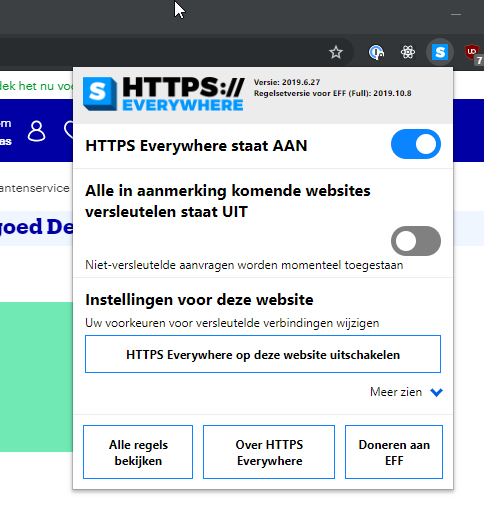 dek het nu vo
HTTPS://
EVERYWHERE
Versie: 2019.6.27
Regelsetversie voor EFF (Full): 2019.10.8
HTTPS Everywhere staat AAN
Alle in aanmerking komende websites
versleutelen staat UIT
Niet-versleutelde aanvragen worden momenteel toegestaan
Instellingen voor deze website
Uw voorkeuren voor versleutelde verbindingen wijzigen
HTTPS Everywhere op deze website uitschakelen
Meer zien
Alle regels
bekijken
Over HTTPS
Everywhere
Doneren aan
EFF
om
as
antenservice
goed De
S
7